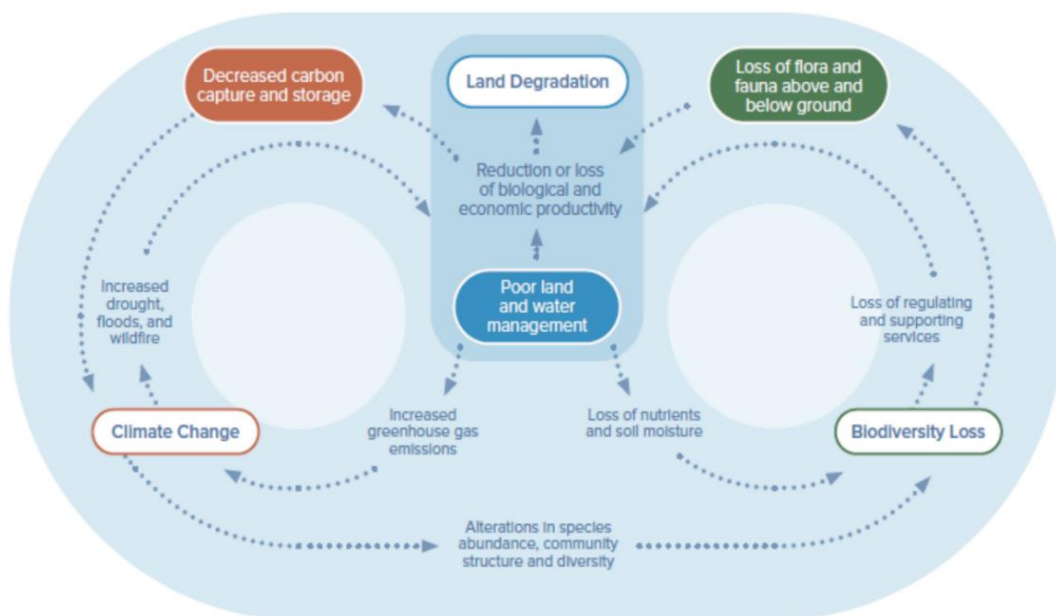 Decreased carbon
capture and storage
Land Degradation
Loss of flora and
fauna above and
below ground
Reduction or loss
of biological and
economic productivity
Increased
drought,
floods, and
wildfire
Poor land
and water
management
Loss of regulating
and supporting
services
Climate Change
Increased
greenhouse gas
emissions
Loss of nutrients
and soil moisture
Biodiversity Loss
Alterations in species
abundance, community
structure and diversity